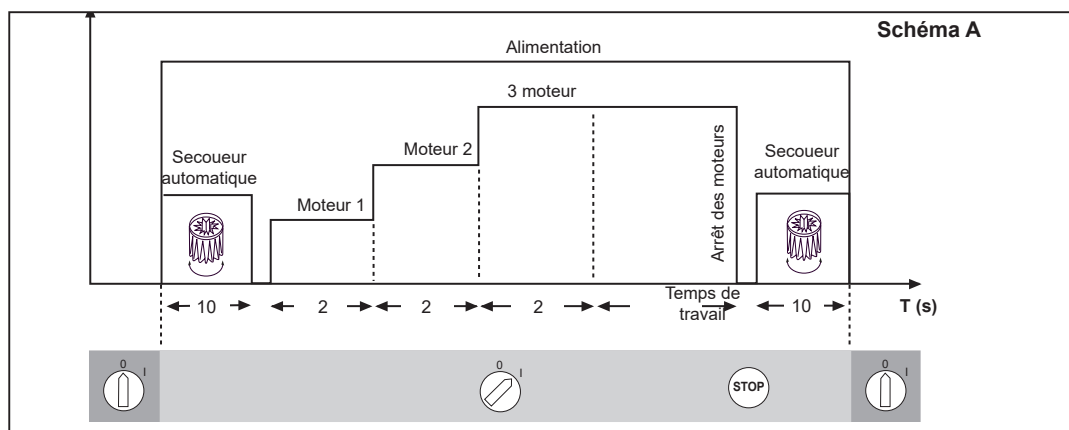 Schéma A
Alimentation
3 moteur
Moteur 2
Secoueur
automatique
Moteur 1
Arrêt des moteurs
Secoueur
automatique
10
2
2
2
Temps de
travail
10
T (s)
0
I
0
I
STOP
0
I